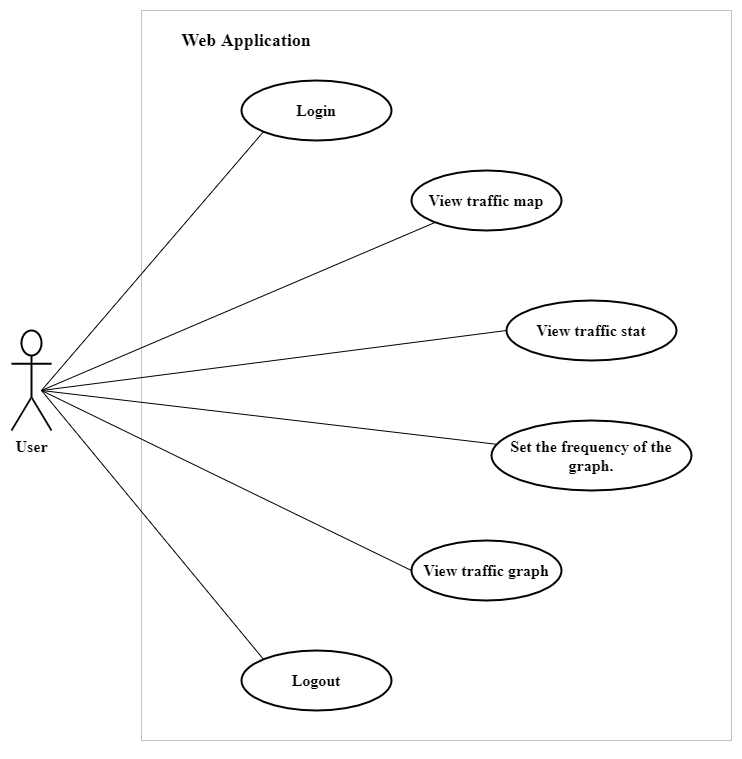 Web Application
Login
View traffic map
View traffic stat
Set the frequency of the
graph.
User
View traffic graph
Logout